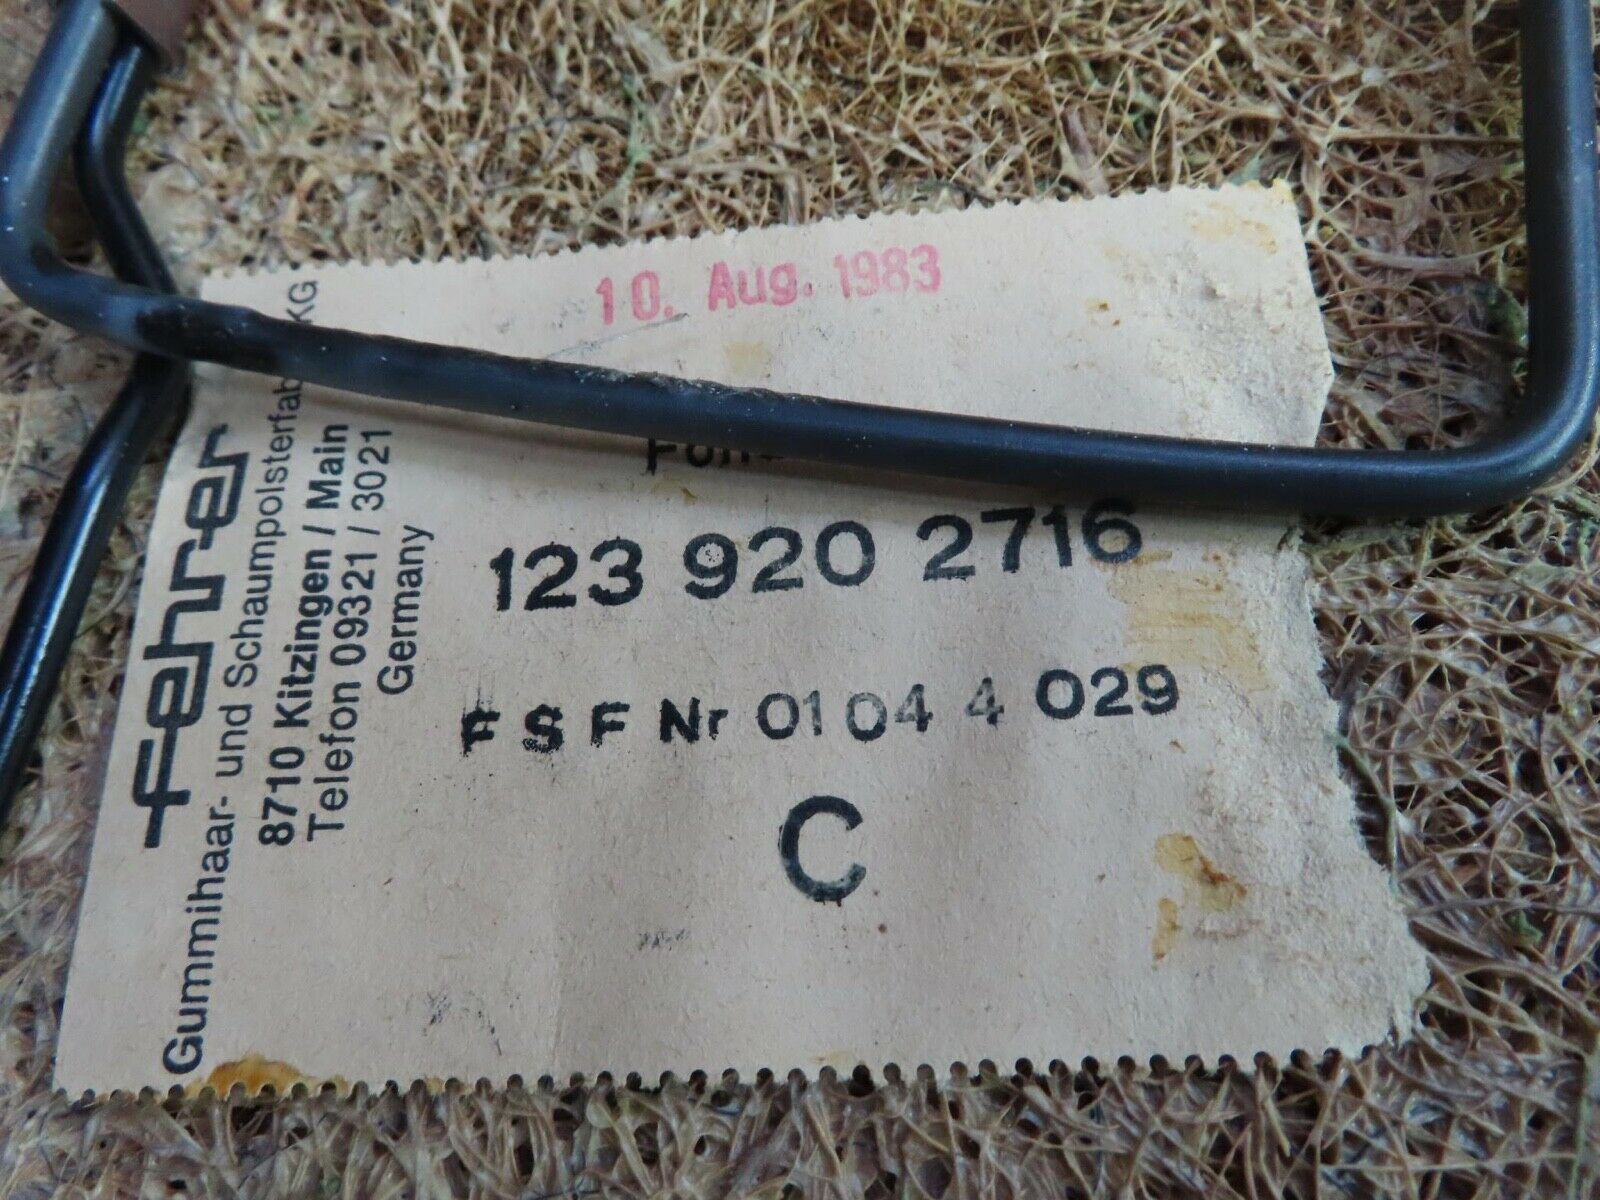 10. Aug. 1983
123 920 2716
F S F Nr 01 04 4 029
C
fehrer
Gummihaar- und Schaumpolsterfab KG
8710 Kitzingen / Main
Telefon 09321 / 3021
Germany